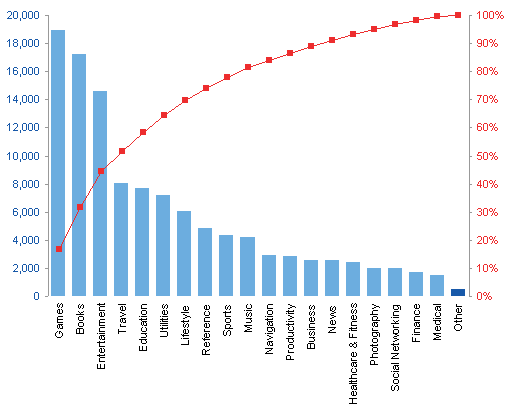 20,000
18,000
16,000
14,000
12,000
10,000
8,000
6,000
4,000
2,000
0
100%
90%
80%
70%
60%
50%
40%
30%
20%
10%
0%
Games
Books
Entertainment
Travel
Education
Utilities
Lifestyle
Reference
Sports
Music
Navigation
Productivity
Business
News
Healthcare & Fitness
Photography
Social Networking
Finance
Medical
Other